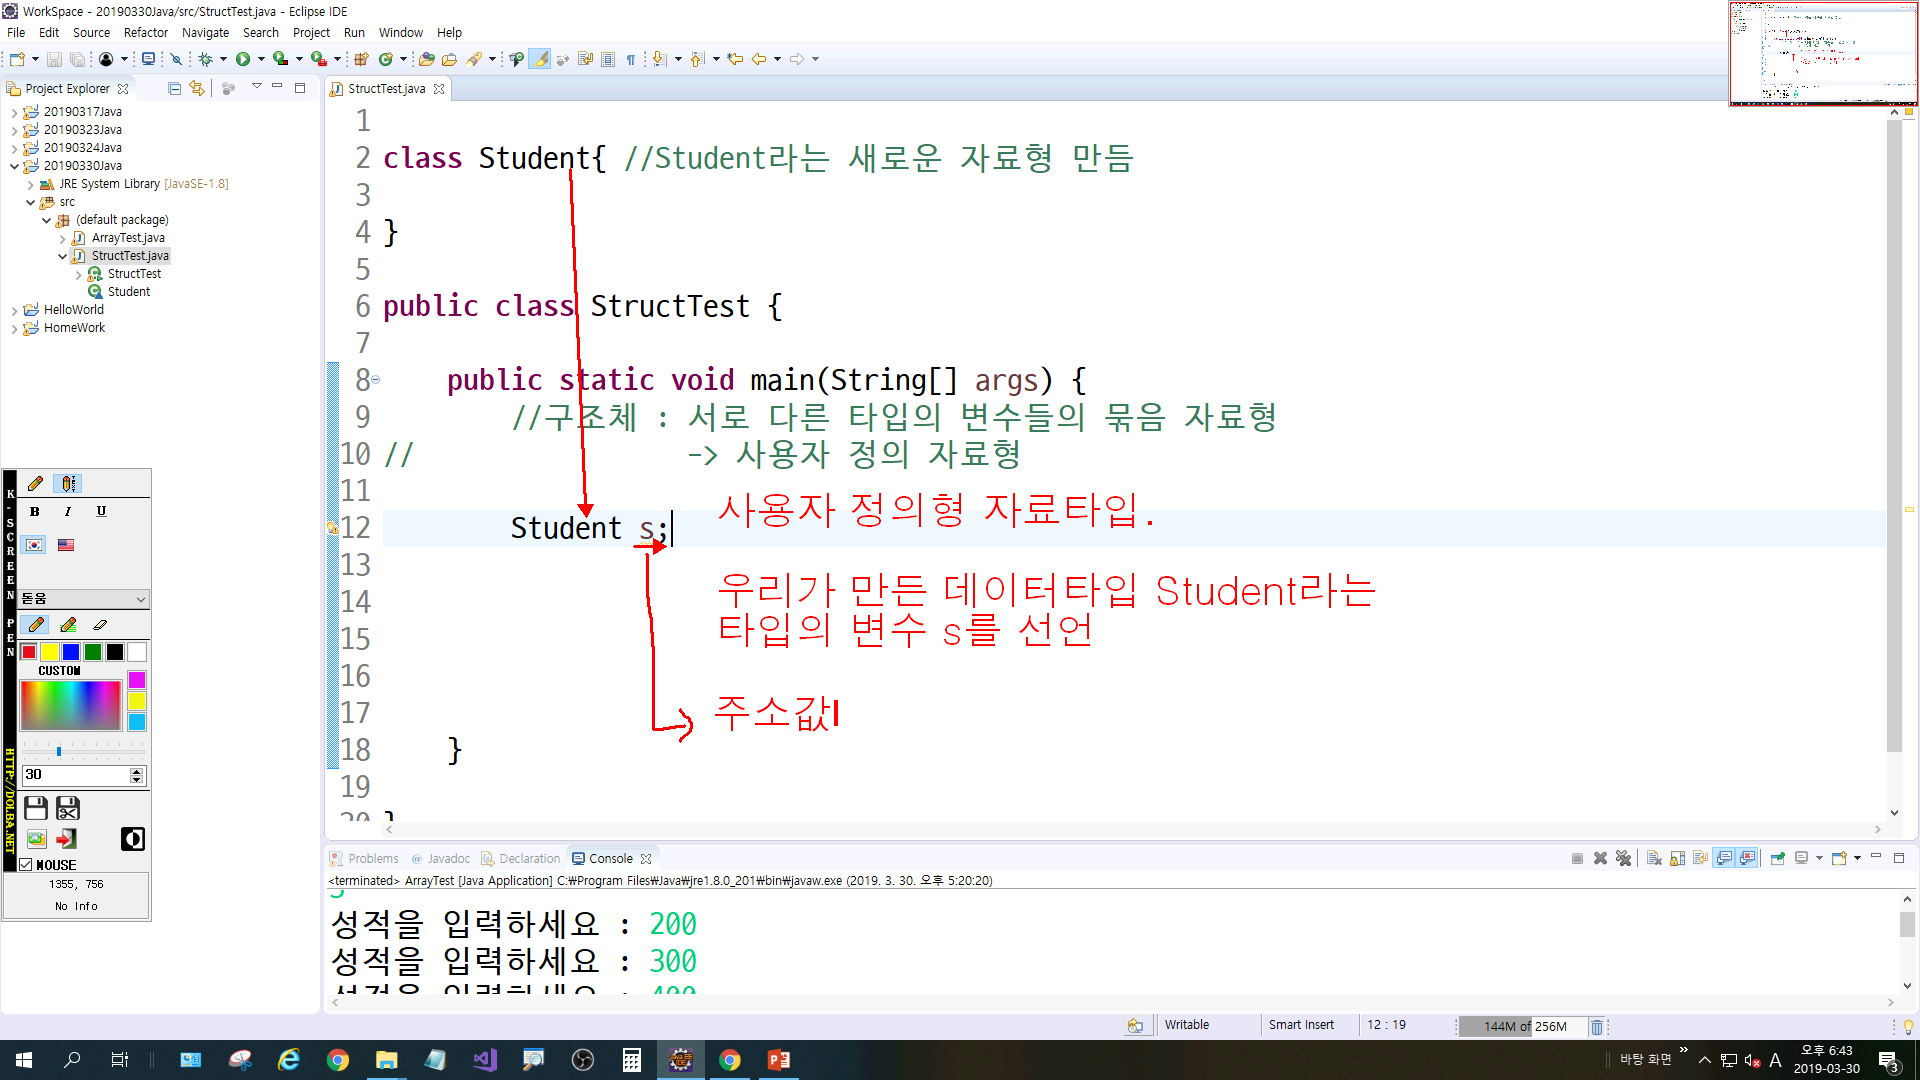 WorkSpace - 20190330Java/src/StructTest.java - Eclipse IDE
File Edit Source Refactor Navigate Search Project Run Window Help
Project Explorer
StructTest.java
20190317Java
20190323Java
20190324Java
20190330Java
JRE System Library [JavaSE-1.8]
src
(default package)
ArrayTest.java
StructTest.java
StructTest
Student
HelloWorld
HomeWork
1
2 class Student{ //Student라는 새로운 자료형 만듬
3
4 }
5
6 public class StructTest {
7
8 public static void main(String[] args) {
9 //구조체 : 서로 다른 타입의 변수들의 묶음 자료형
10 // -> 사용자 정의 자료형
11
사용자 정의형 자료타입.
12 Student s;
13
우리가 만든 데이터타입 Student라는
14
타입의 변수 s를 선언
15
16
17
주소값
18 }
19
20 }
K-SCREEN PEN
HTTP://DOLBA.NET
B I U
돋움
CUSTOM
30
MOUSE
1355, 756
No Info
Problems @ Javadoc Declaration Console
<terminated> ArrayTest [Java Application] C:₩Program Files₩Java₩jre1.8.0_201₩bin₩javaw.exe (2019. 3. 30. 오후 5:20:20)
성적을 입력하세요 : 200
성적을 입력하세요 : 300
성적을 입력하세요 : 400
Writable Smart Insert 12 : 19 144M of 256M
바탕 화면 » A 오후 6:43
2019-03-30
3